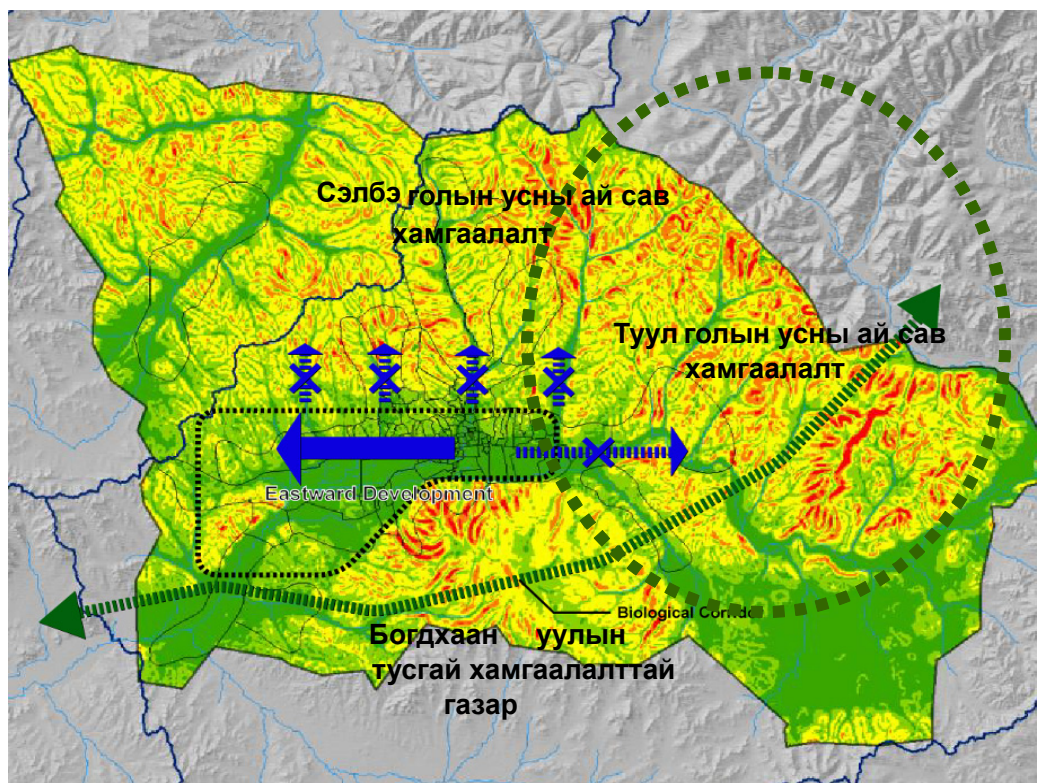 Сэлбэ голын усны ай сав
хамгаалалт
Туул голын усны ай сав
хамгаалалт
Eastward Development
Biological Corridor
Богдхаан уулын
тусгай хамгаалалттай
газар